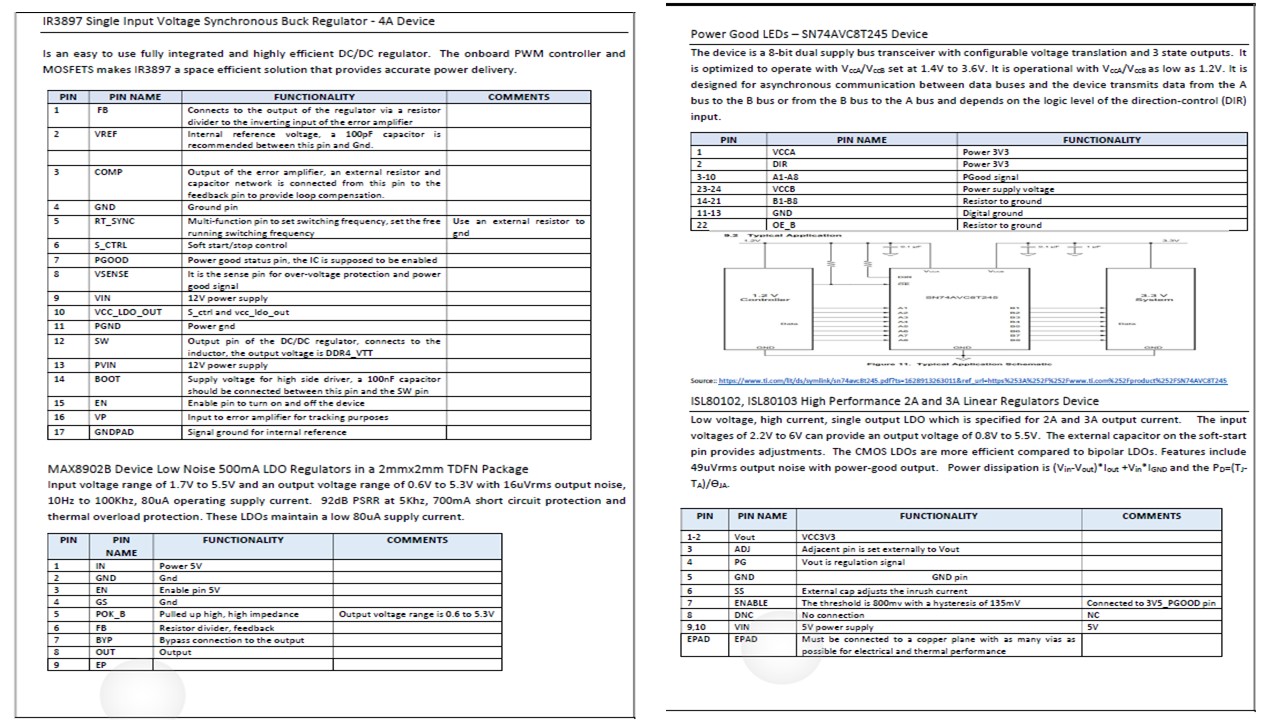 IR3897 Single Input Voltage Synchronous Buck Regulator - 4A Device
Is an easy to use fully integrated and highly efficient DC/DC regulator. The onboard PWM controller and
MOSFETS makes IR3897 a space efficient solution that provides accurate power delivery.
PIN PIN NAME FUNCTIONALITY COMMENTS
1 FB Connects to the output of the regulator via a resistor
divider to the inverting input of the error amplifier
2 VREF Internal reference voltage, a 100pF capacitor is
recommended between this pin and Gnd.
3 COMP Output of the error amplifier, an external resistor and
capacitor network is connected from this pin to the
feedback pin to provide loop compensation.
4 GND Ground pin
5 RT_SYNC Multi-function pin to set switching frequency, set the free Use an external resistor to
running switching frequency gnd
6 S_CTRL Soft start/stop control
7 PGOOD Power good status pin, the IC is supposed to be enabled
8 VSENSE It is the sense pin for over-voltage protection and power
good signal
9 VIN 12V power supply
10 VCC_LDO_OUT S_ctrl and vcc_ldo_out
11 PGND Power gnd
12 SW Output pin of the DC/DC regulator, connects to the
inductor, the output voltage is DDR4_VTT
13 PVIN 12V power supply
14 BOOT Supply voltage for high side driver, a 100nF capacitor
should be connected between this pin and the SW pin
15 EN Enable pin to turn on and off the device
16 VP Input to error amplifier for tracking purposes
17 GNDPAD Signal ground for internal reference
MAX8902B Device Low Noise 500mA LDO Regulators in a 2mmx2mm TDFN Package
Input voltage range of 1.7V to 5.5V and an output voltage range of 0.6V to 5.3V with 16uVrms output noise,
10Hz to 100Khz, 80uA operating supply current. 92dB PSRR at 5Khz, 700mA short circuit protection and
thermal overload protection. These LDOs maintain a low 80uA supply current.
PIN PIN FUNCTIONALITY COMMENTS
NAME
1 IN Power 5V
2 GND Gnd
3 EN Enable pin 5V
4 GS Gnd
5 POK_B Pulled up high, high impedance Output voltage range is 0.6 to 5.3V
6 FB Resistor divider, feedback
7 BYP Bypass connection to the output
8 OUT Output
9 EP
Power Good LEDs – SN74AVC8T245 Device
The device is a 8-bit dual supply bus transceiver with configurable voltage translation and 3 state outputs. It
is optimized to operate with VccA/VccB set at 1.4V to 3.6V. It is operational with VccA/VccB as low as 1.2V. It is
designed for asynchronous communication between data buses and the device transmits data from the A
bus to the B bus or from the B bus to the A bus and depends on the logic level of the direction-control (DIR)
input.
PIN PIN NAME FUNCTIONALITY
1 VCCA Power 3V3
2 DIR Power 3V3
3-10 A1-A8 PGood signal
23-24 VCCB Power supply voltage
14-21 B1-B8 Resistor to ground
11-13 GND Digital ground
22 OE_B Resistor to ground
9.2 Typical Application
1.2V 0.1 uF 0.1 uF 1 uF 3.3V
DIR
OE
1.2 V
Controller
SN74AVC8T245
3.3 V
System
A1 B1
A2 B2
A3 B3
A4 B4
A5 B5
A6 B6
A7 B7
A8 B8
Data Data
GND GND GND
Figure 11. Typical Application Schematic
Source:: https://www.ti.com/lit/ds/symlink/sn74avc8t245.pdf?ts=1628913263011&ref_url=https%253A%252F%252Fwww.ti.com%252Fproduct%252FSN74AVC8T245
ISL80102, ISL80103 High Performance 2A and 3A Linear Regulators Device
Low voltage, high current, single output LDO which is specified for 2A and 3A output current. The input
voltages of 2.2V to 6V can provide an output voltage of 0.8V to 5.5V. The external capacitor on the soft-start
pin provides adjustments. The CMOS LDOs are more efficient compared to bipolar LDOs. Features include
49uVrms output noise with power-good output. Power dissipation is (Vin-Vout)*Iout +Vin*IGND and the PD=(TJ-
TA)/ΘJA.
PIN PIN NAME FUNCTIONALITY COMMENTS
1-2 Vout VCC3V3
3 ADJ Adjacent pin is set externally to Vout
4 PG Vout is regulation signal
5 GND GND pin
6 SS External cap adjusts the inrush current
7 ENABLE The threshold is 800mv with a hysteresis of 135mV Connected to 3V5_PGOOD pin
8 DNC No connection NC
9,10 VIN 5V power supply 5V
EPAD EPAD Must be connected to a copper plane with as many vias as
possible for electrical and thermal performance